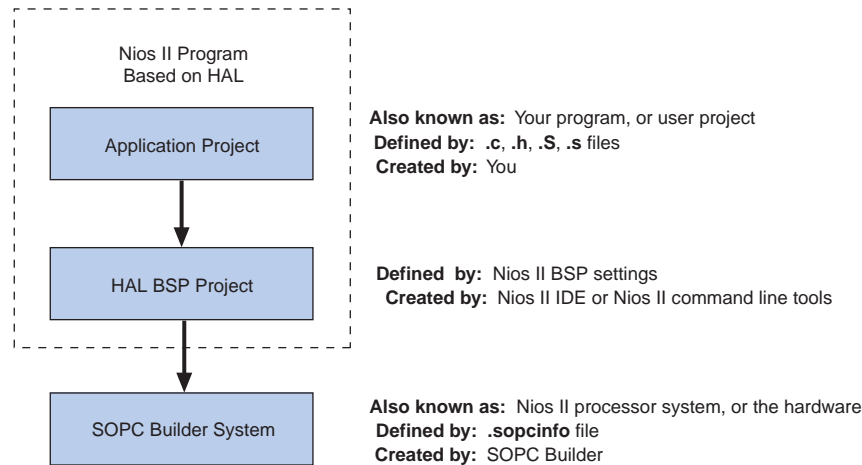 Nios II Program
Based on HAL
Application Project
Also known as: Your program, or user project
Defined by: .c, .h, .S, .s files
Created by: You
HAL BSP Project
Defined by: Nios II BSP settings
Created by: Nios II IDE or Nios II command line tools
SOPC Builder System
Also known as: Nios II processor system, or the hardware
Defined by: .sopcinfo file
Created by: SOPC Builder